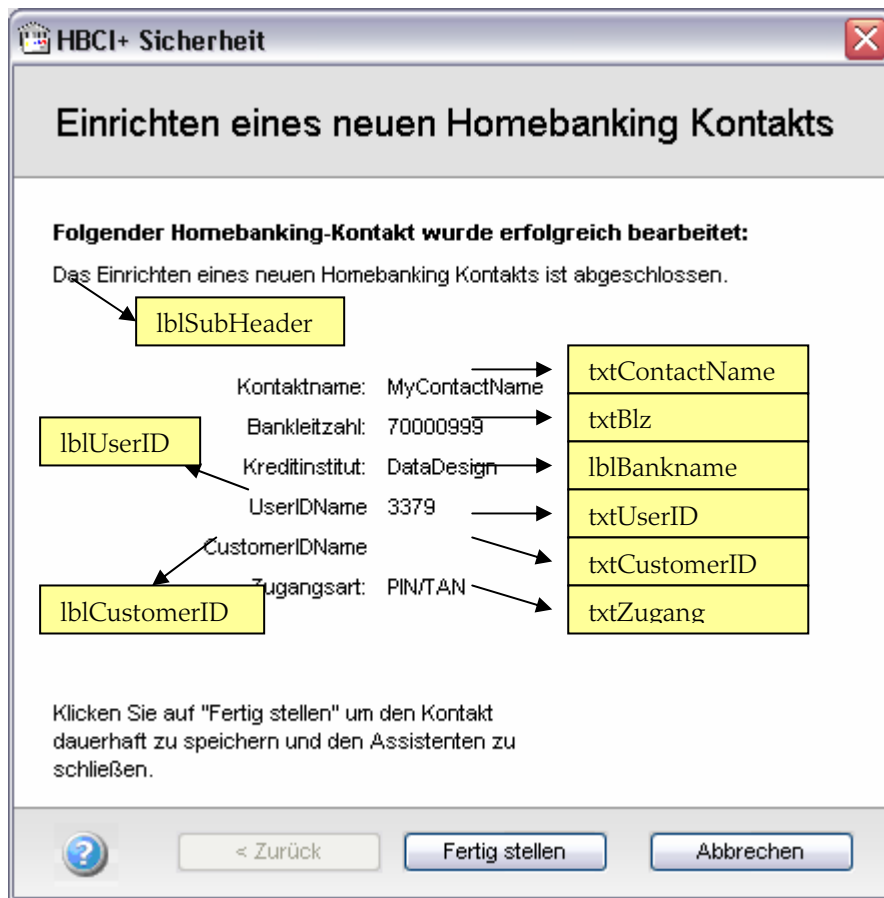 HBCI+ Sicherheit
Einrichten eines neuen Homebanking Kontakts
Folgender Homebanking-Kontakt wurde erfolgreich bearbeitet:
Das Einrichten eines neuen Homebanking Kontakts ist abgeschlossen.
lblSubHeader
Kontaktname: MyContactName txtContactName
Bankleitzahl: 70000999 txtBlz
lblUserID
Kreditinstitut: DataDesign lblBankname
UserIDName 3379 txtUserID
CustomerIDName txtCustomerID
lblCustomerID Zugangsart: PIN/TAN txtZugang
Klicken Sie auf "Fertig stellen" um den Kontakt
dauerhaft zu speichern und den Assistenten zu
schließen.
< Zurück Fertig stellen Abbrechen